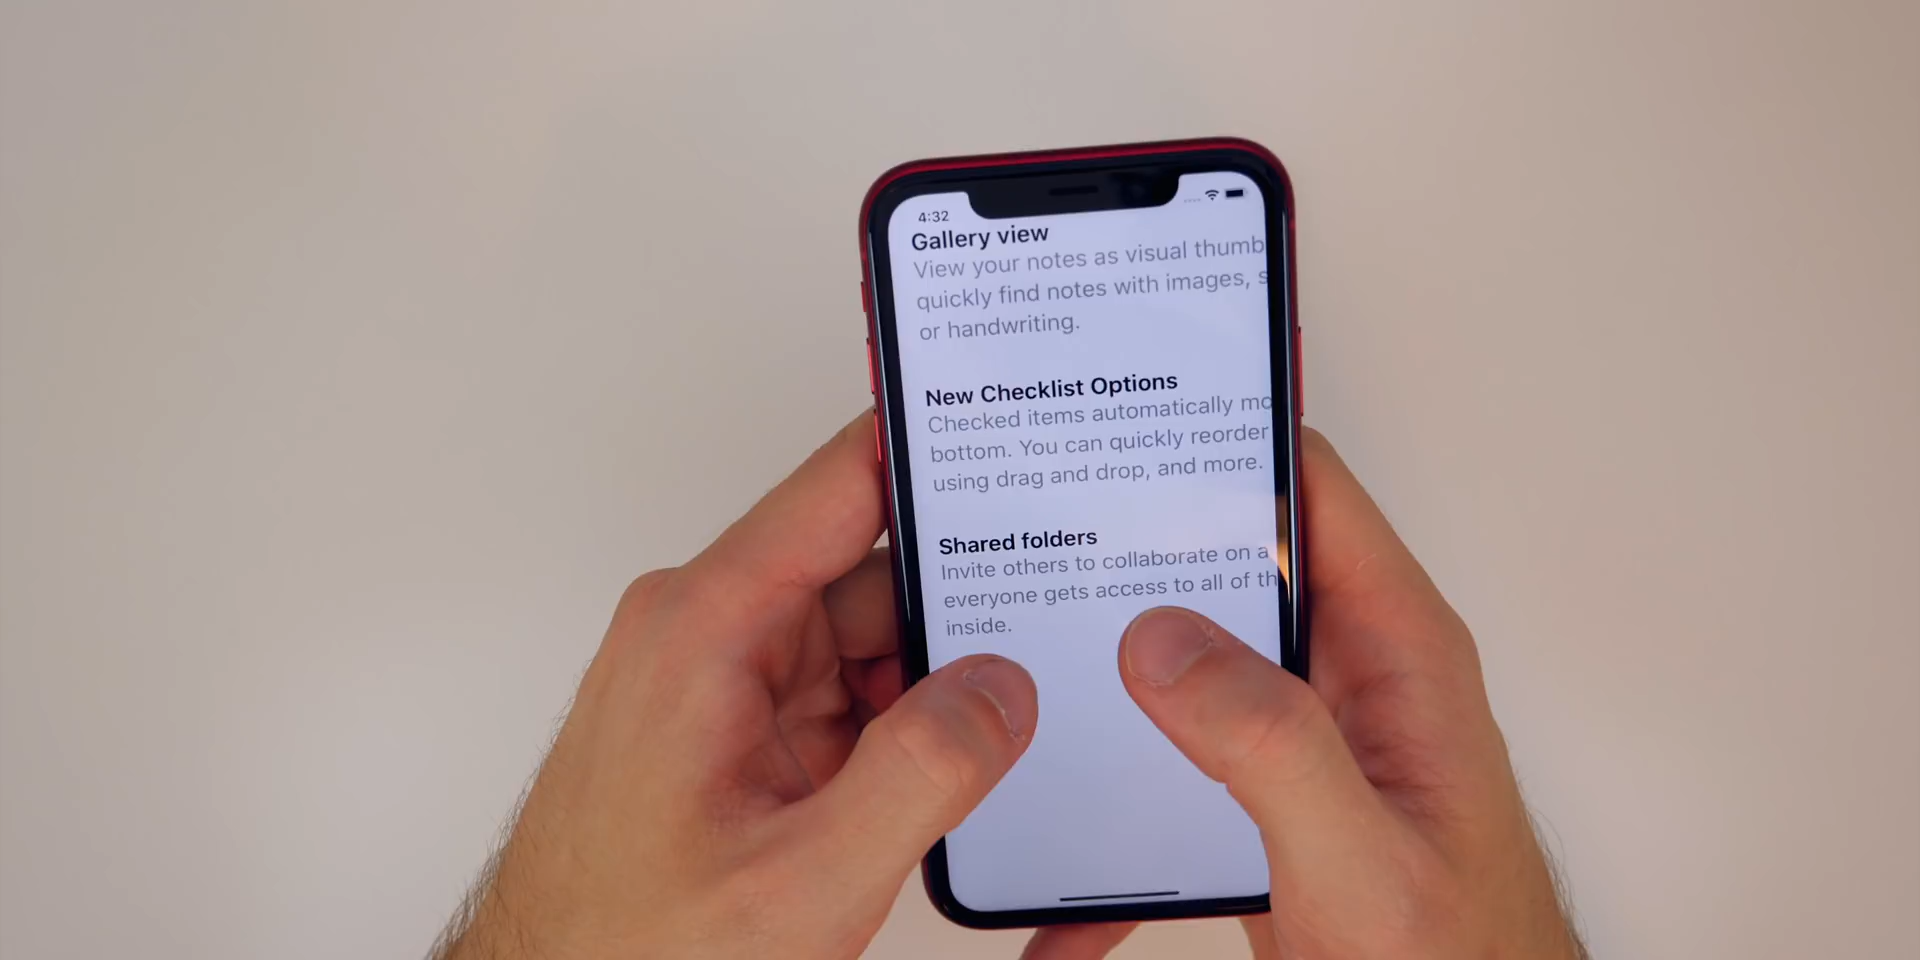 4:32
Gallery view
View your notes as visual thumb
quickly find notes with images, s
or handwriting.
New Checklist Options
Checked items automatically mo
bottom. You can quickly reorder
using drag and drop, and more.
Shared folders
Invite others to collaborate on a
everyone gets access to all of th
inside.